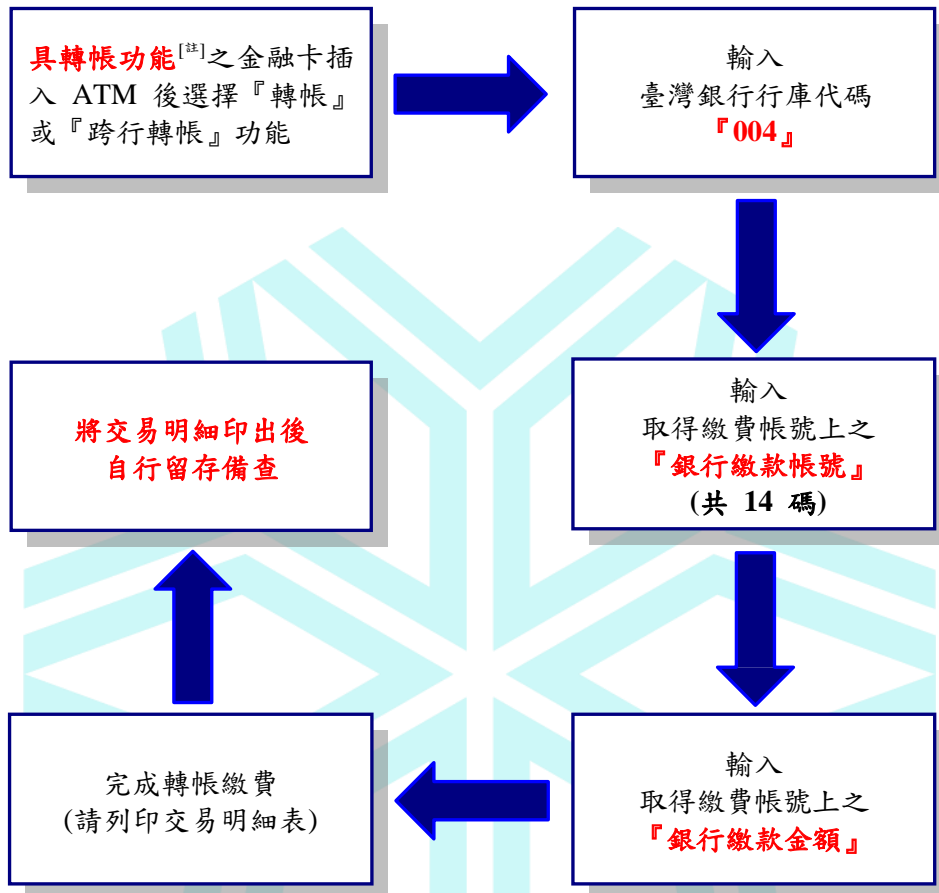 具轉帳功能[註]之金融卡插
入 ATM 後選擇『轉帳』
或『跨行轉帳』功能
輸入
臺灣銀行行庫代碼
『004』
輸入
取得繳費帳號上之
『銀行繳款帳號』
(共 14 碼)
輸入
取得繳費帳號上之
『銀行繳款金額』
完成轉帳繳費
(請列印交易明細表)
將交易明細印出後
自行留存備查